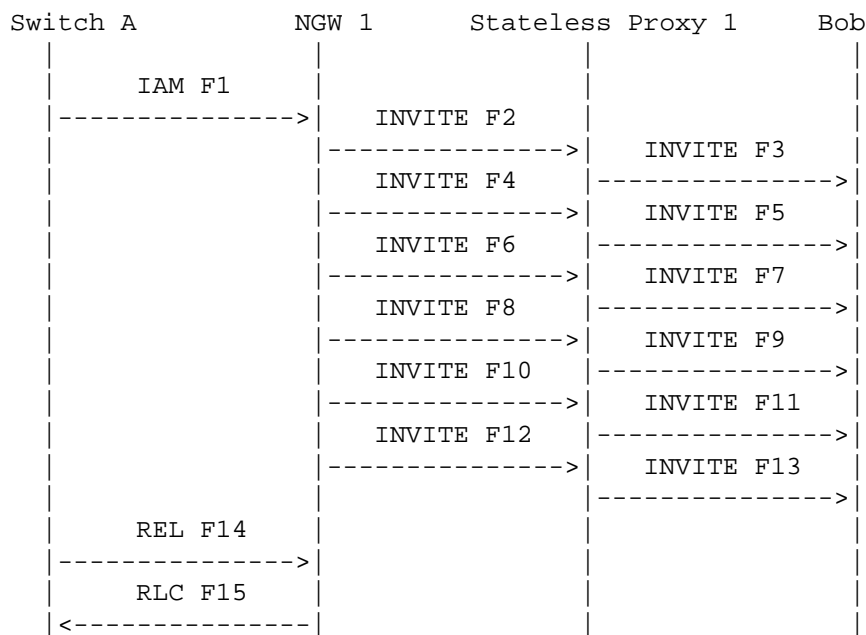 Switch A NGW 1 Stateless Proxy 1 Bob
IAM F1
INVITE F2
INVITE F3
INVITE F4
INVITE F5
INVITE F6
INVITE F7
INVITE F8
INVITE F9
INVITE F10
INVITE F11
INVITE F12
INVITE F13
REL F14
RLC F15